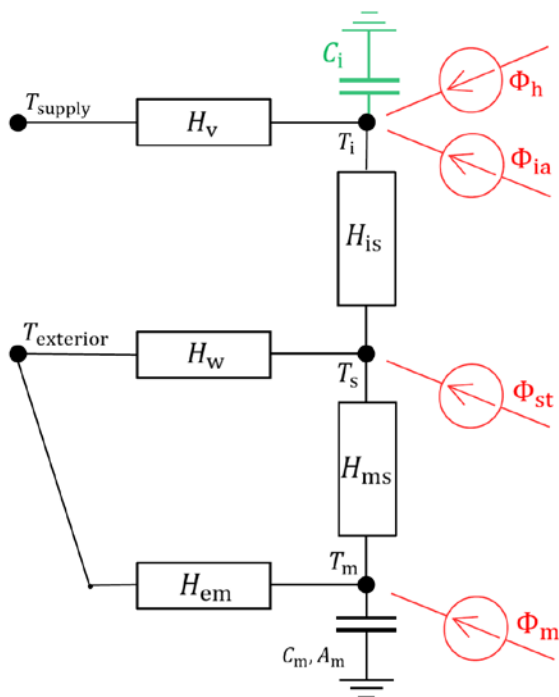 C_i
Φ_h
T_supply
H_v
T_i
Φ_ia
H_is
T_exterior
H_w
T_s
Φ_st
H_ms
T_m
H_em
C_m, A_m
Φ_m